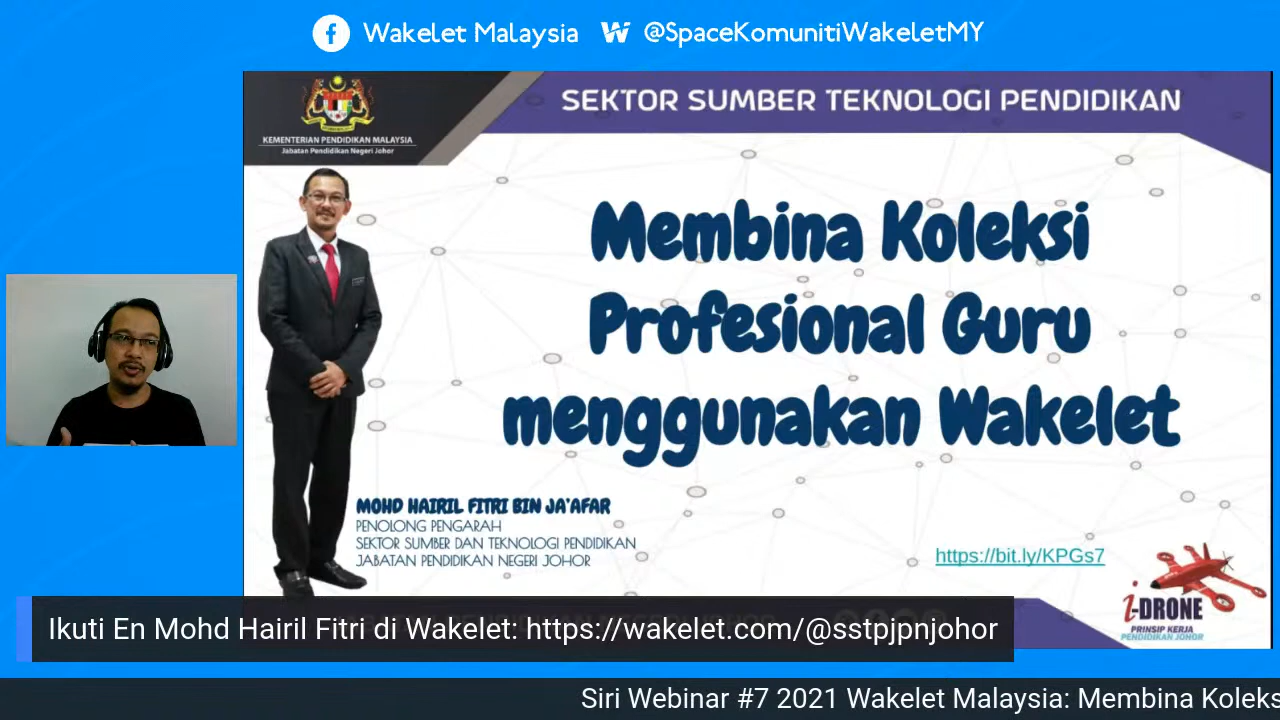 Wakelet Malaysia @SpaceKomunitiWakeletMY
KEMENTERIAN PENDIDIKAN MALAYSIA
Jabatan Pendidikan Negeri Johor
SEKTOR SUMBER TEKNOLOGI PENDIDIKAN
Membina Koleksi
Profesional Guru
menggunakan Wakelet
MOHD HAIRIL FITRI BIN JA'AFAR
PENOLONG PENGARAH
SEKTOR SUMBER DAN TEKNOLOGI PENDIDIKAN
JABATAN PENDIDIKAN NEGERI JOHOR
https://bit.ly/KPGs7
i-DRONE
PRINSIP KERJA
PENDIDIKAN JOHOR
Ikuti En Mohd Hairil Fitri di Wakelet: https://wakelet.com/@sstpjpnjohor
Siri Webinar #7 2021 Wakelet Malaysia: Membina Koleks